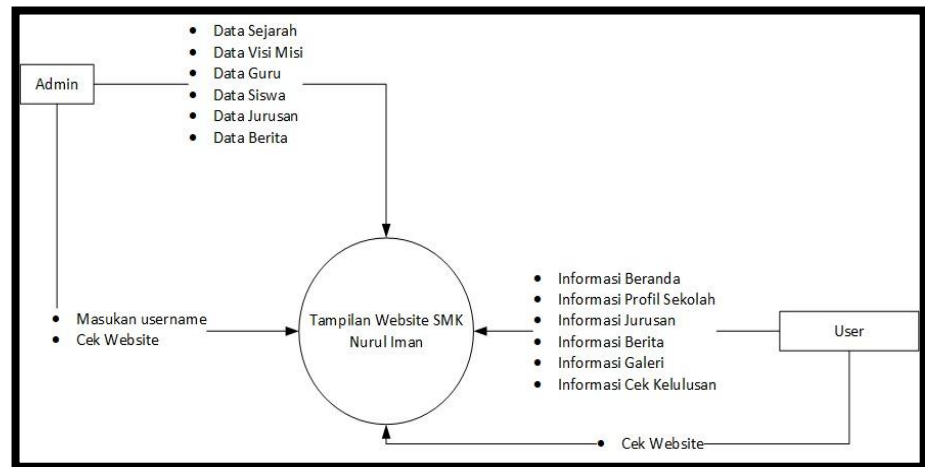 Data Sejarah
Data Visi Misi
Data Guru
Data Siswa
Data Jurusan
Data Berita
Admin
Masukan username
Cek Website
Tampilan Website SMK
Nurul Iman
Informasi Beranda
Informasi Profil Sekolah
Informasi Jurusan
Informasi Berita
Informasi Galeri
Informasi Cek Kelulusan
User
Cek Website